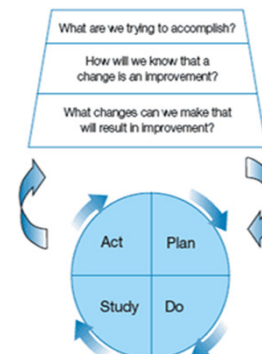 What are we trying to accomplish?
How will we know that a
change is an improvement?
What changes can we make that
will result in improvement?
Act
Plan
Study
Do